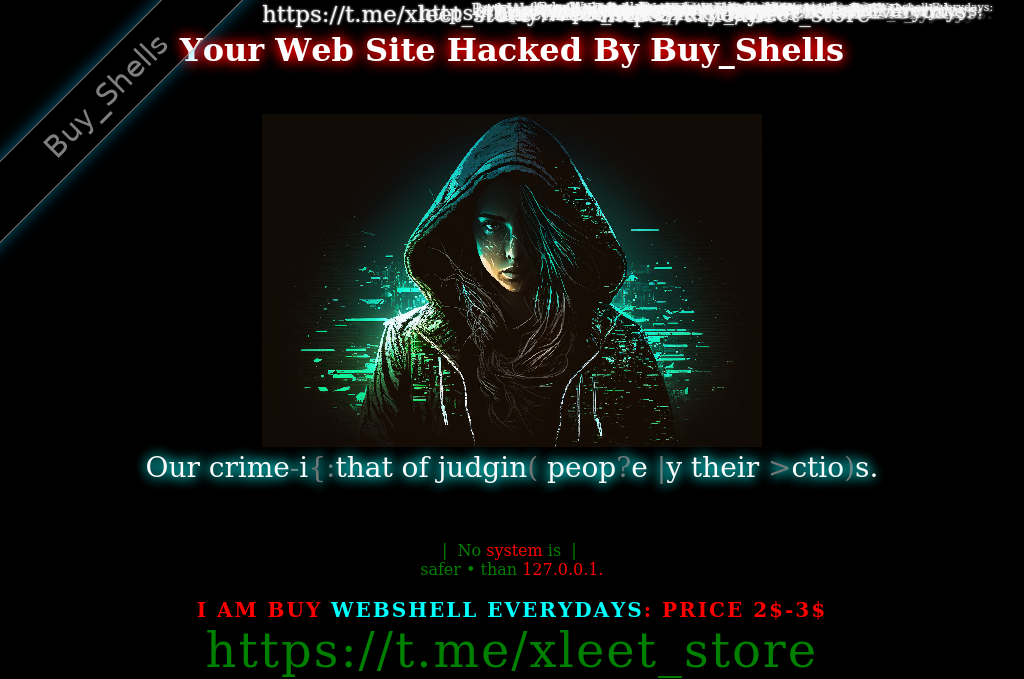 https://t.me/xleet_store
Your Web Site Hacked By Buy_Shells
Buy_Shells
Our crime-i{:that of judgin( peop?e |y their >ctio)s.
| No system is |
safer • than 127.0.0.1.
I AM BUY WEBSHELL EVERYDAYS: PRICE 2$-3$
https://t.me/xleet_store